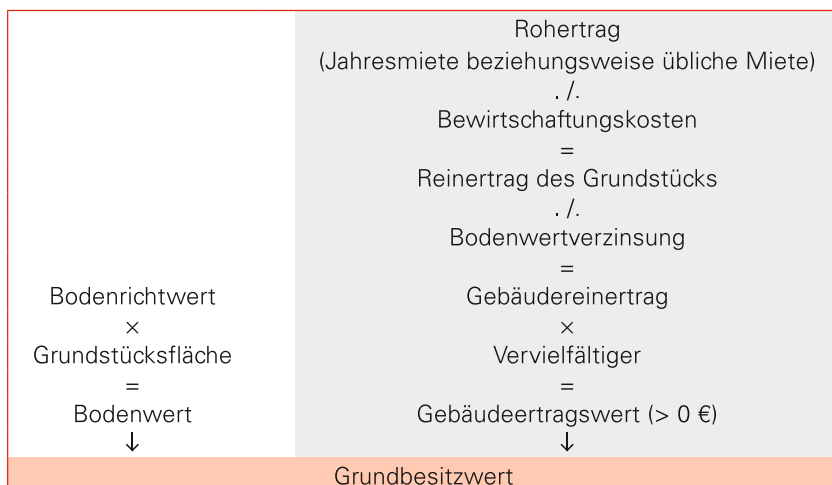 Rohertrag
(Jahresmiete beziehungsweise übliche Miete)
. /.
Bewirtschaftungskosten
=
Reinertrag des Grundstücks
. /.
Bodenwertverzinsung
=
Bodenrichtwert
×
Grundstücksfläche
=
Bodenwert
↓
Gebäudereinertrag
×
Vervielfältiger
=
Gebäudeertragswert (> 0 €)
↓
Grundbesitzwert